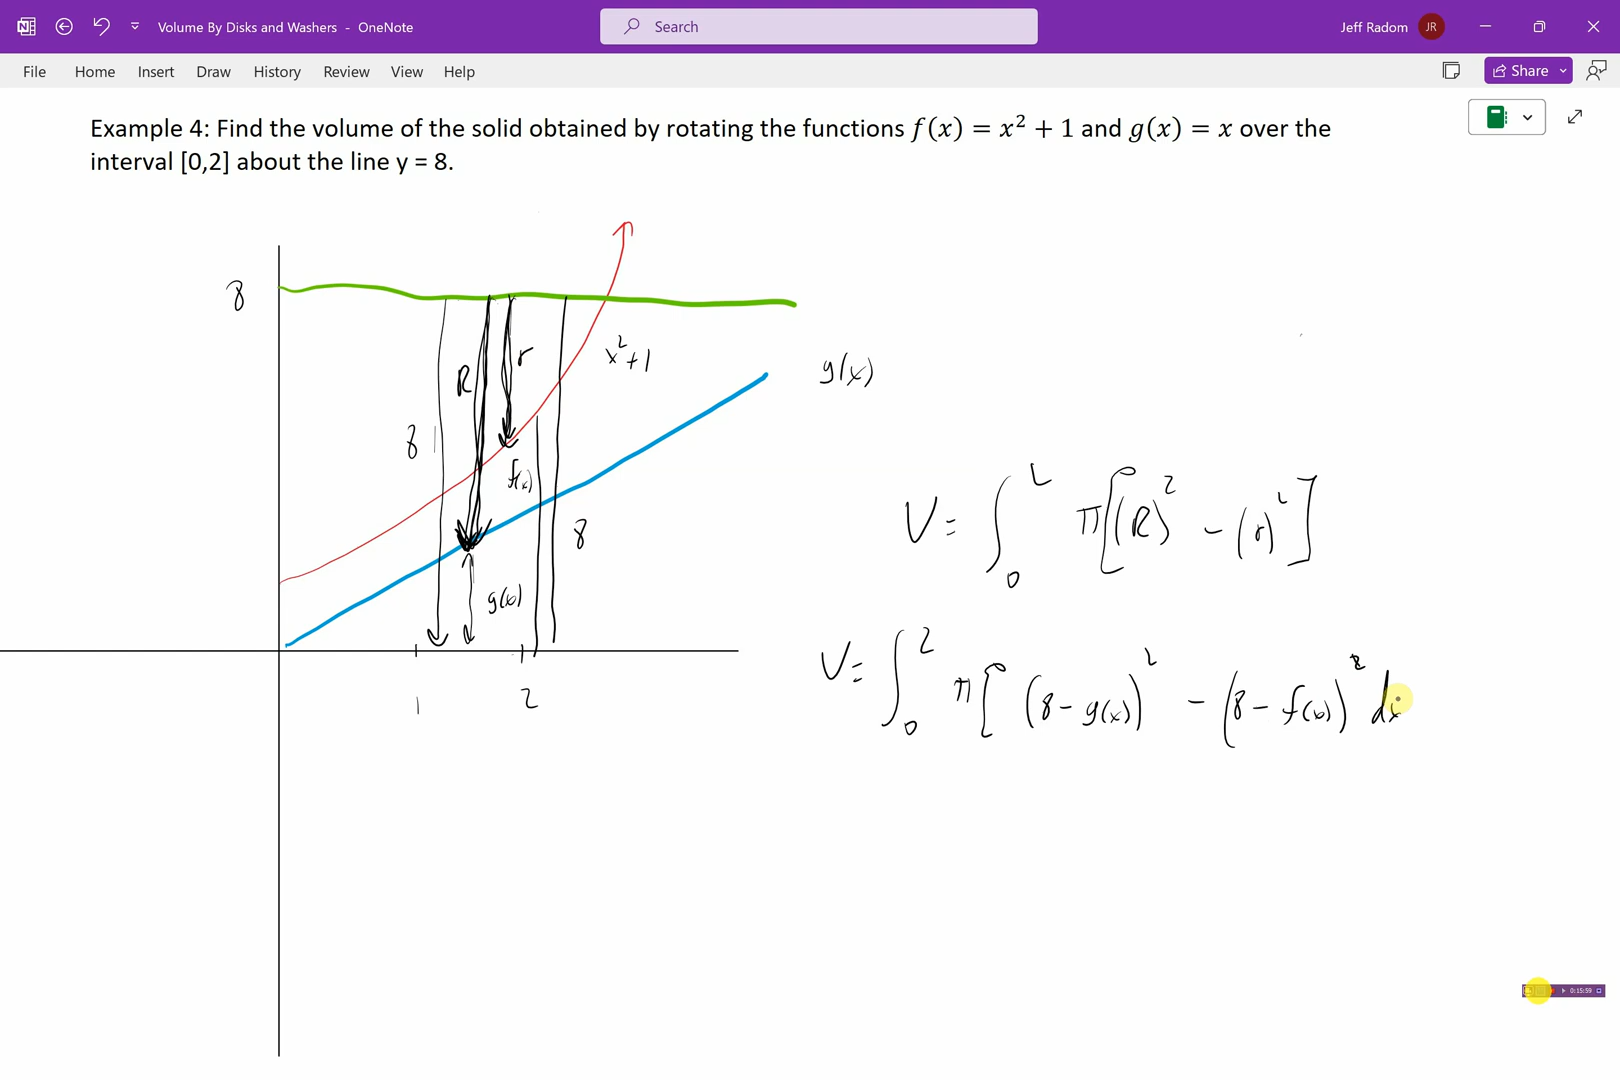 Volume By Disks and Washers - OneNote
Search
Jeff Radom JR
File Home Insert Draw History Review View Help
Share
Example 4: Find the volume of the solid obtained by rotating the functions f(x) = x² + 1 and g(x) = x over the
interval [0,2] about the line y = 8.
8
x² + 1
r
R
g(x)
8
f(x)
8
g(x)
1 2
V = ∫₀² π[(R)² - (r)²]
V = ∫₀² π[(8 - g(x))² - (8 - f(x))² dx
0:15:59